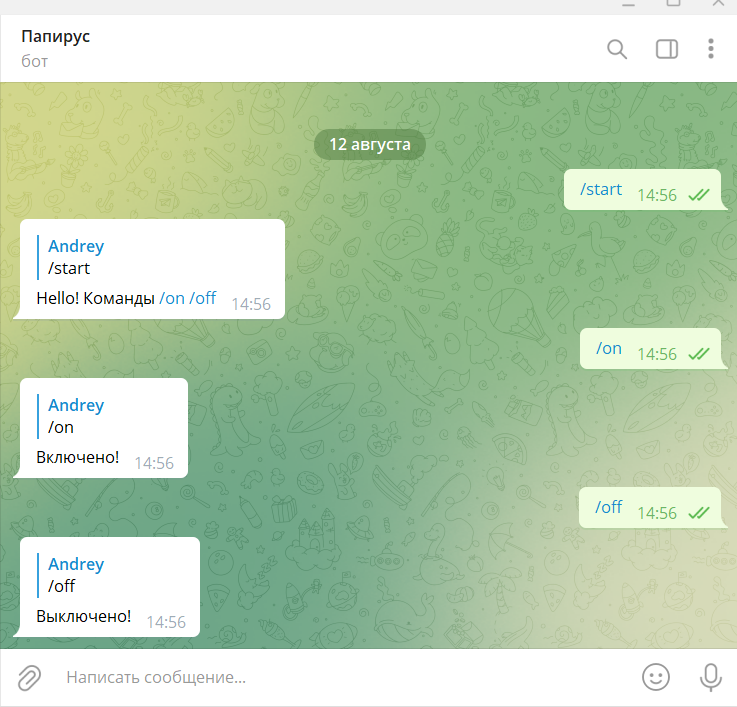 Папирус
бот
12 августа
/start 14:56
Andrey
/start
Hello! Команды /on /off 14:56
/on 14:56
Andrey
/on
Включено! 14:56
/off 14:56
Andrey
/off
Выключено! 14:56
Написать сообщение...